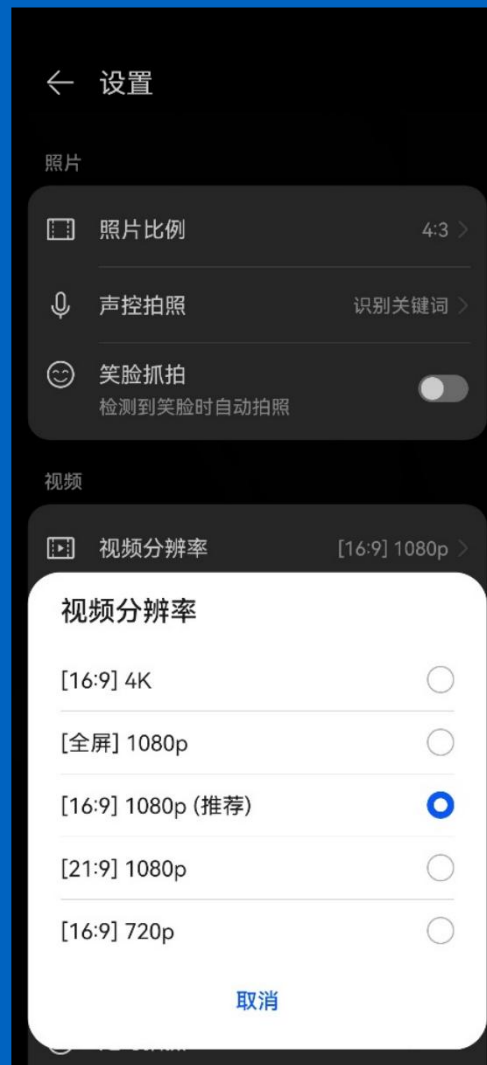 设置
照片
照片比例 4:3
声控拍照 识别关键词
笑脸抓拍
检测到笑脸时自动拍照
视频
视频分辨率 [16:9] 1080p
视频分辨率
[16:9] 4K
[全屏] 1080p
[16:9] 1080p (推荐)
[21:9] 1080p
[16:9] 720p
取消